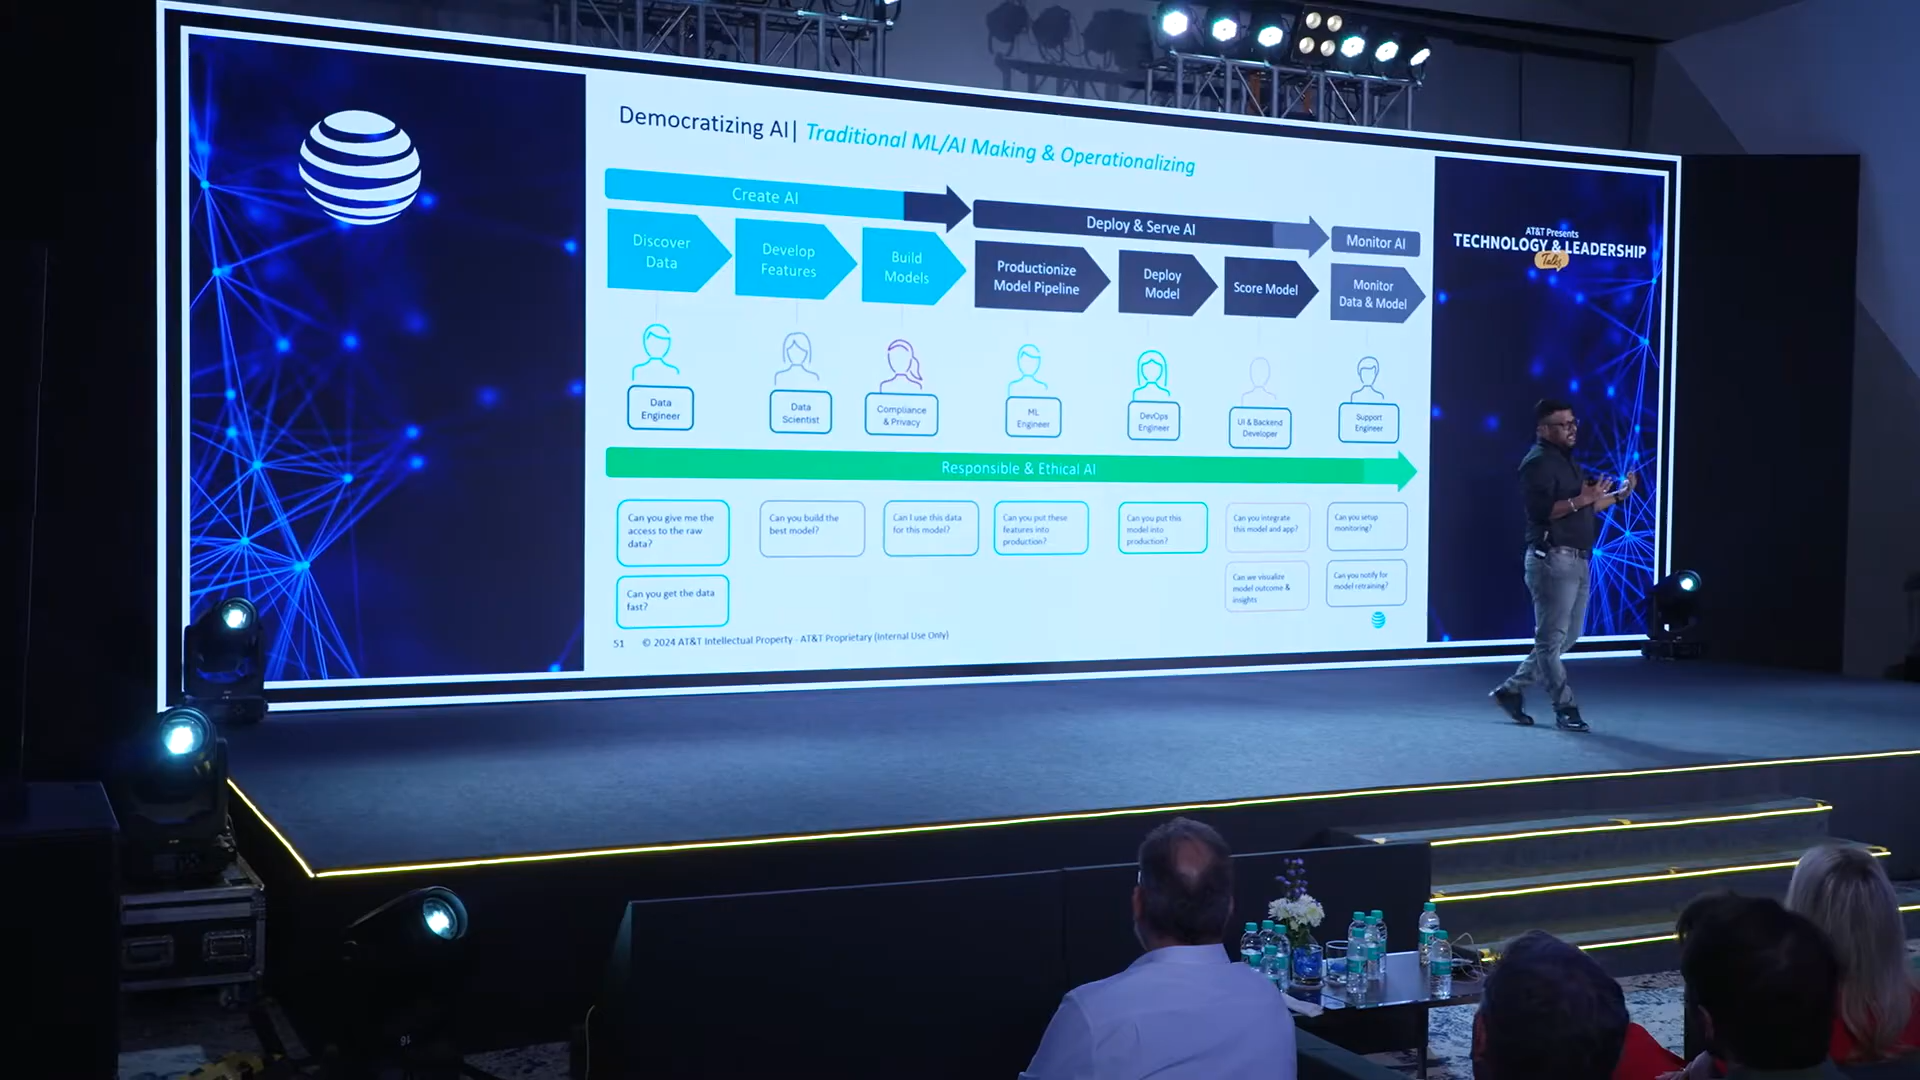 Democratizing AI| Traditional ML/AI Making & Operationalizing
Create AI
Deploy & Serve AI
Monitor AI
Discover
Data
Develop
Features
Build
Models
Productionize
Model Pipeline
Deploy
Model
Score Model
Monitor
Data & Model
Data
Engineer
Data
Scientist
Compliance
& Privacy
ML
Engineer
DevOps
Engineer
UI & Backend
Developer
Support
Engineer
Responsible & Ethical AI
Can you give me the
access to the raw
data?
Can you build the
best model?
Can I use this data
for this model?
Can you put these
features into
production?
Can you put this
model into
production?
Can you integrate
this model and app?
Can you setup
monitoring?
Can you get the data
fast?
Can we visualize
model outcome &
insights
Can you notify for
model retraining?
51 © 2024 AT&T Intellectual Property - AT&T Proprietary (Internal Use Only)
AT&T Presents
TECHNOLOGY & LEADERSHIP
Talks
16